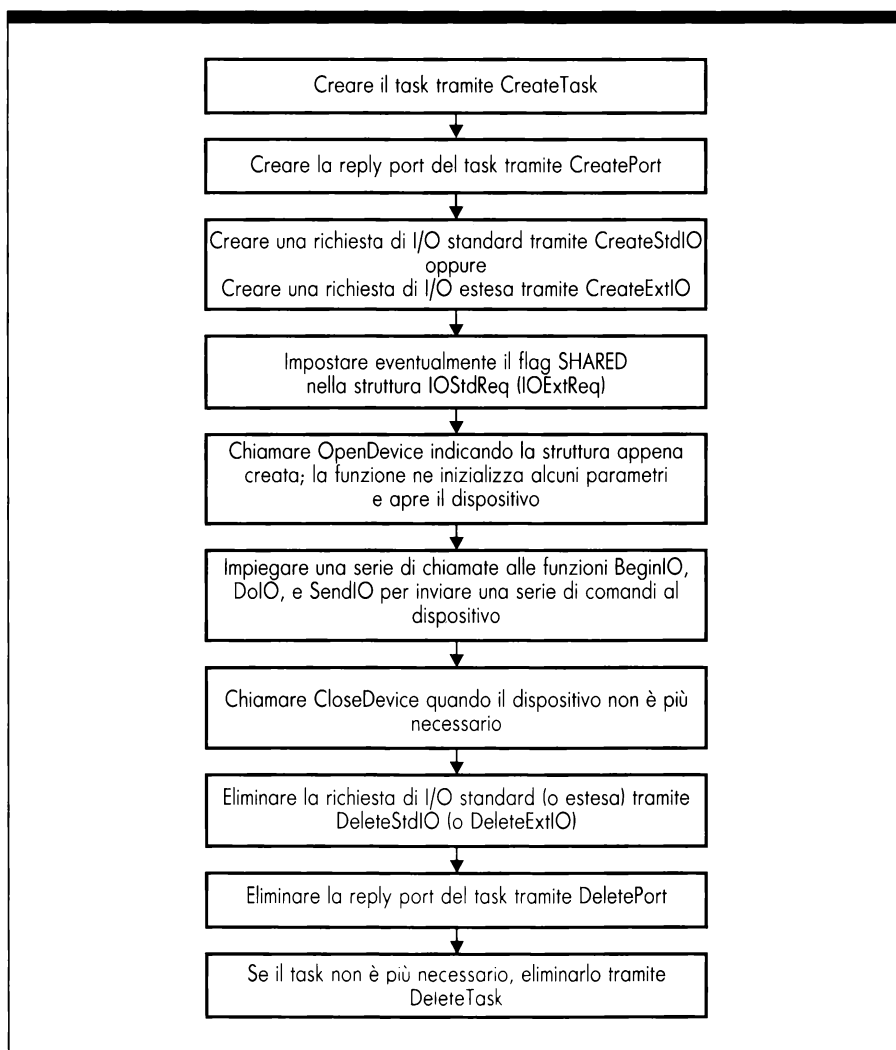 Creare il task tramite CreateTask
Creare la reply port del task tramite CreatePort
Creare una richiesta di I/O standard tramite CreateStdIO
oppure
Creare una richiesta di I/O estesa tramite CreateExtIO
Impostare eventualmente il flag SHARED
nella struttura IOStdReq (IOExtReq)
Chiamare OpenDevice indicando la struttura appena
creata; la funzione ne inizializza alcuni parametri
e apre il dispositivo
Impiegare una serie di chiamate alle funzioni BeginIO,
DoIO, e SendIO per inviare una serie di comandi al
dispositivo
Chiamare CloseDevice quando il dispositivo non è più
necessario
Eliminare la richiesta di I/O standard (o estesa) tramite
DeleteStdIO (o DeleteExtIO)
Eliminare la reply port del task tramite DeletePort
Se il task non è più necessario, eliminarlo tramite
DeleteTask